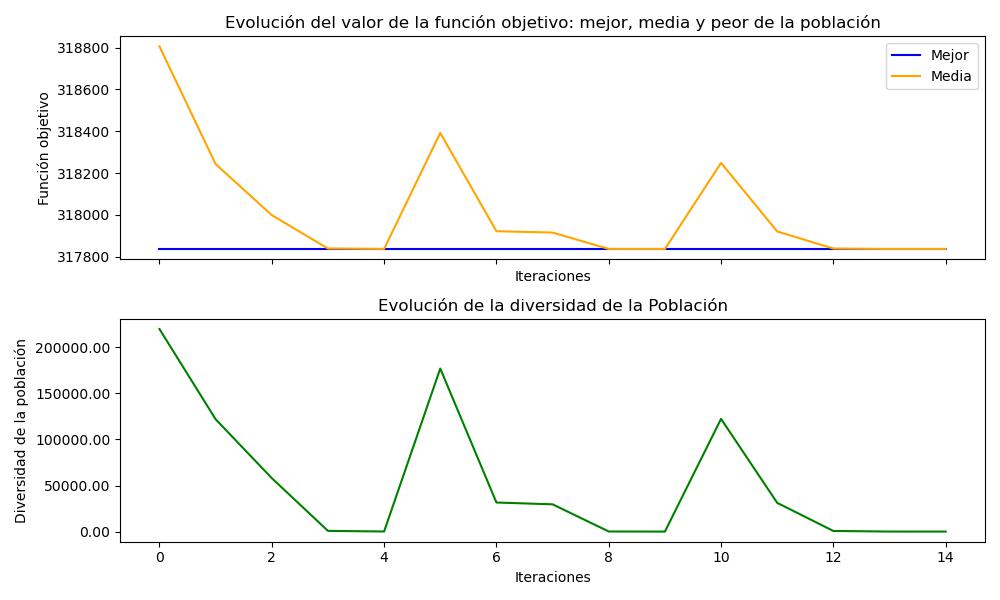 Evolución del valor de la función objetivo: mejor, media y peor de la población
318800
318600
318400
318200
318000
317800
Función objetivo
Mejor
Media
Iteraciones
Evolución de la diversidad de la Población
200000.00
150000.00
100000.00
50000.00
0.00
Diversidad de la población
0 2 4 6 8 10 12 14
Iteraciones